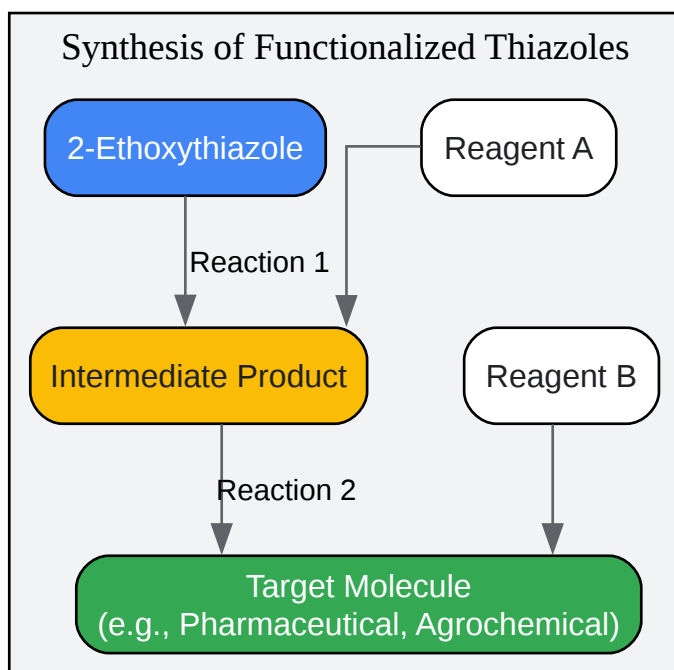 Synthesis of Functionalized Thiazoles
2-Ethoxythiazole
Reagent A
Reaction 1
Intermediate Product
Reagent B
Reaction 2
Target Molecule
(e.g., Pharmaceutical, Agrochemical)